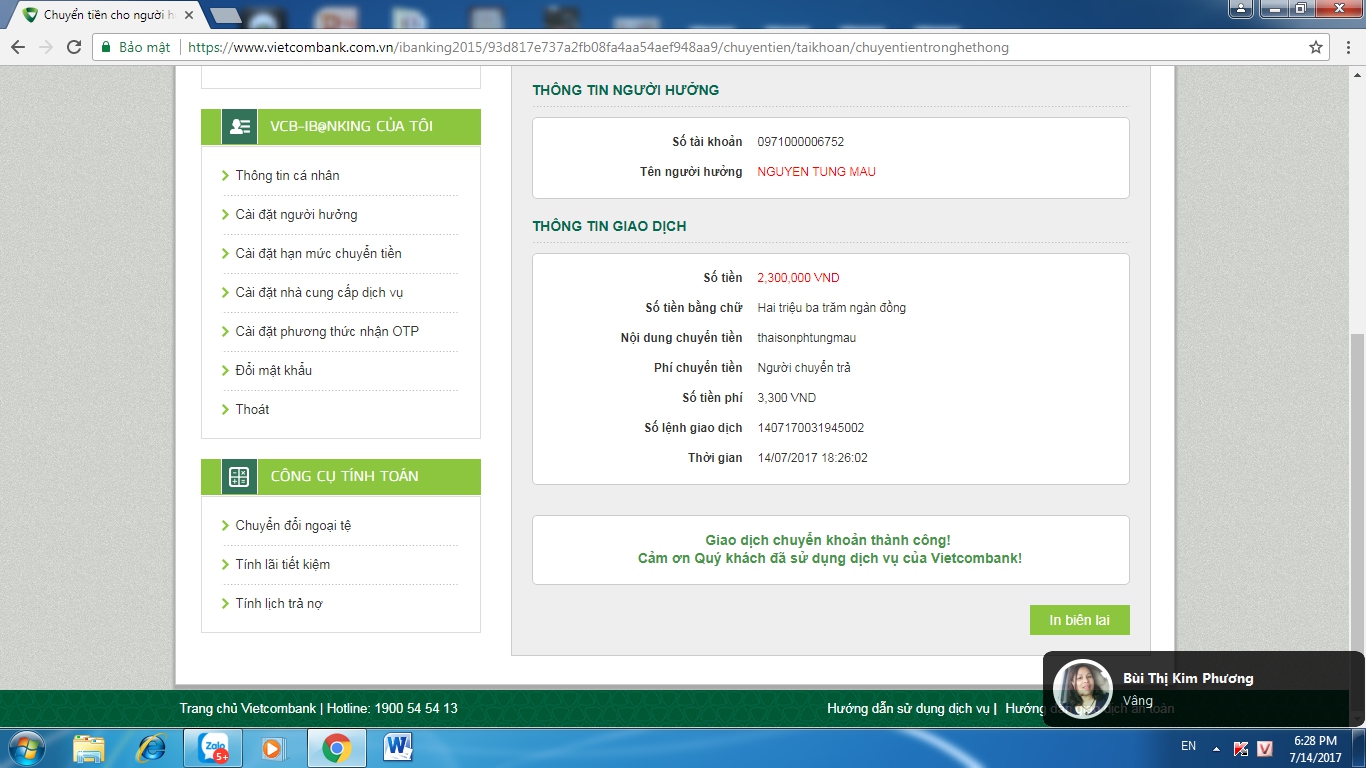 Chuyển tiền cho người h
Bảo mật | https://www.vietcombank.com.vn/ibanking2015/93d817e737a2fb08fa4aa54aef948aa9/chuyentien/taikhoan/chuyentientronghethong
VCB-IB@NKING CỦA TÔI
Thông tin cá nhân
Cài đặt người hưởng
Cài đặt hạn mức chuyển tiền
Cài đặt nhà cung cấp dịch vụ
Cài đặt phương thức nhận OTP
Đổi mật khẩu
Thoát
CÔNG CỤ TÍNH TOÁN
Chuyển đổi ngoại tệ
Tính lãi tiết kiệm
Tính lịch trả nợ
THÔNG TIN NGƯỜI HƯỞNG
Số tài khoản 0971000006752
Tên người hưởng NGUYEN TUNG MAU
THÔNG TIN GIAO DỊCH
Số tiền 2,300,000 VND
Số tiền bằng chữ Hai triệu ba trăm ngàn đồng
Nội dung chuyển tiền thaisonphtungmau
Phí chuyển tiền Người chuyển trả
Số tiền phí 3,300 VND
Số lệnh giao dịch 1407170031945002
Thời gian 14/07/2017 18:26:02
Giao dịch chuyển khoản thành công!
Cảm ơn Quý khách đã sử dụng dịch vụ của Vietcombank!
In biên lai
Bùi Thị Kim Phương
Vâng
Trang chủ Vietcombank | Hotline: 1900 54 54 13
Hướng dẫn sử dụng dịch vụ | Hướng dẫn giao dịch an toàn
Zalo
5+
EN
6:28 PM
7/14/2017